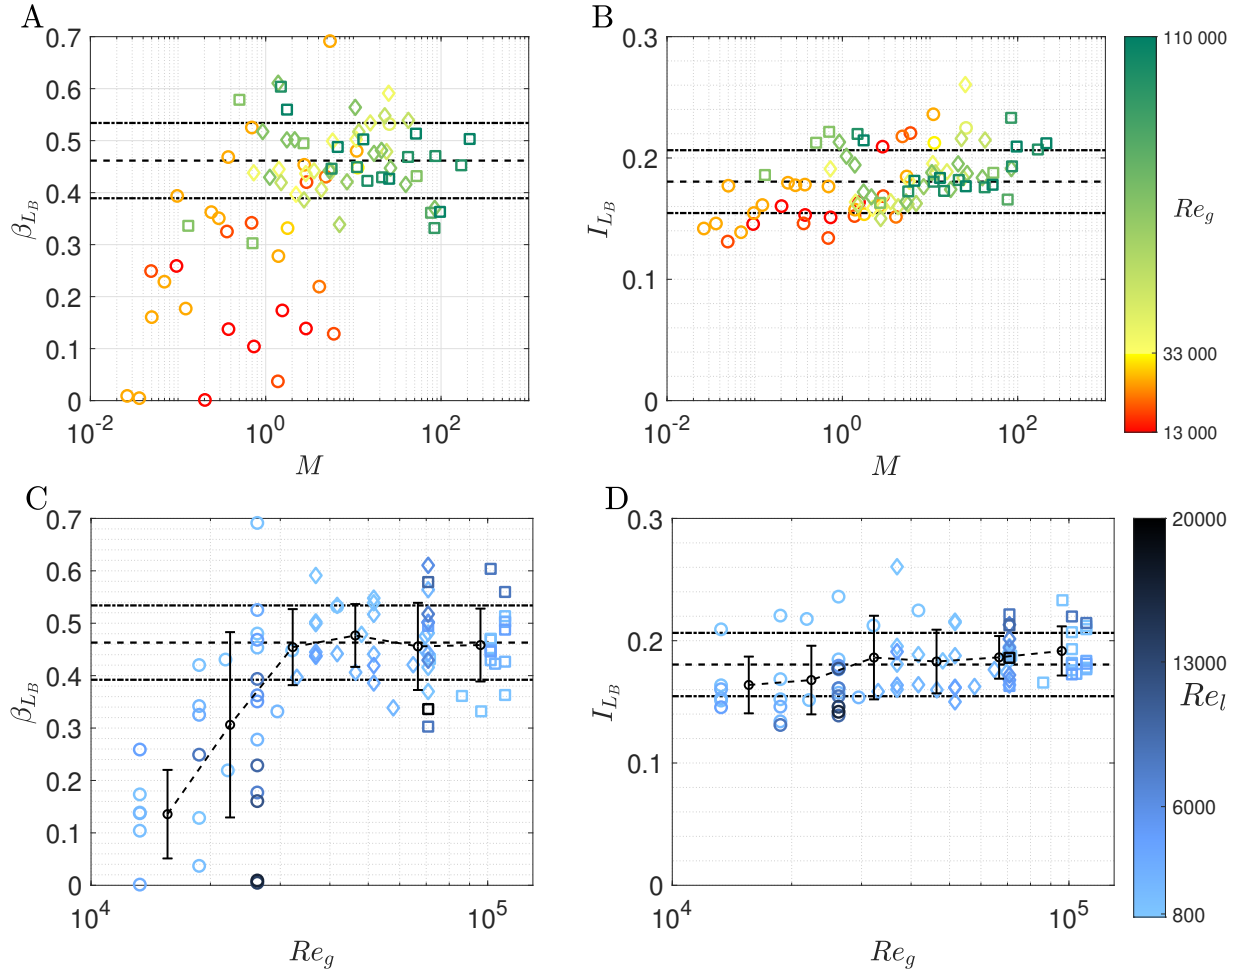 A
0.7
0.6
0.5
0.4
0.3
0.2
0.1
0
β_{L_B}
10^{-2}
10^0
10^2
M
B
0.3
0.2
0.1
0
I_{L_B}
10^{-2}
10^0
10^2
M
110 000
Re_g
33 000
13 000
C
0.7
0.6
0.5
0.4
0.3
0.2
0.1
0
β_{L_B}
10^4
10^5
Re_g
D
0.3
0.2
0.1
0
I_{L_B}
10^4
10^5
Re_g
20000
13000
Re_l
6000
800